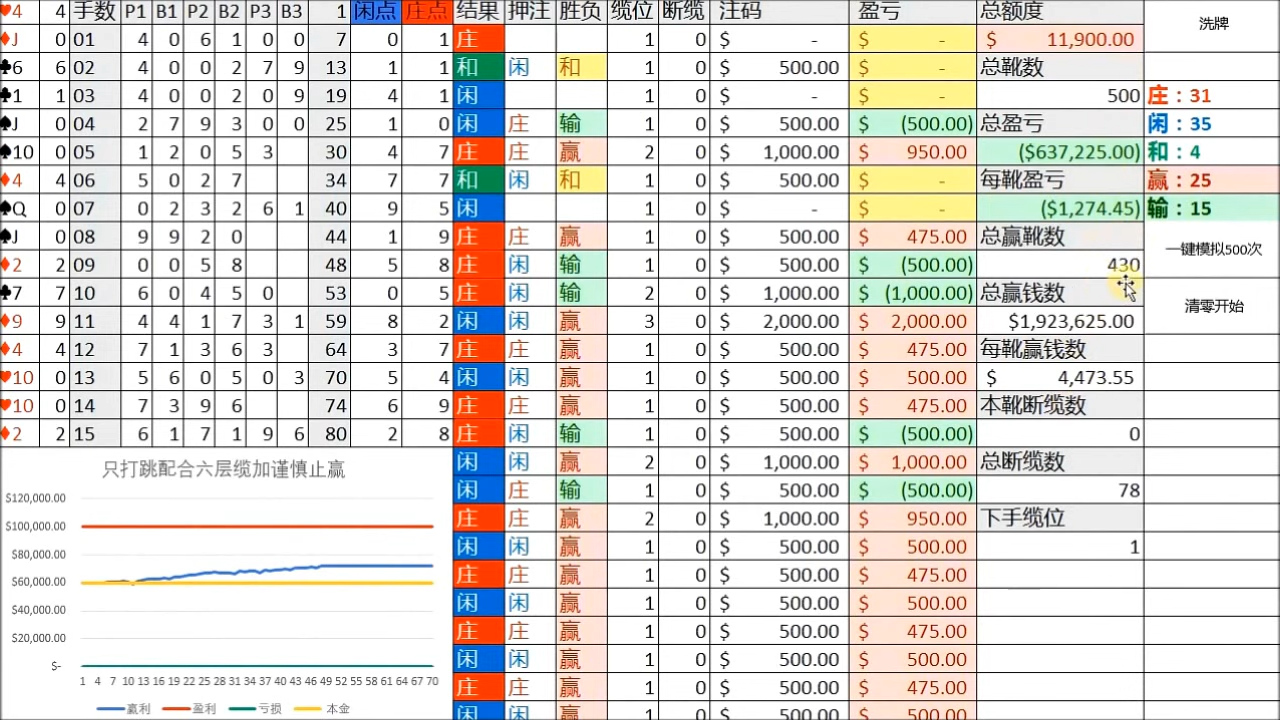 ♥4 4 手数 P1 B1 P2 B2 P3 B3 1 闲点 庄点 结果 押注 胜负 缆位 断缆 注码 盈亏 总额度 洗牌
♦J 0 01 4 0 6 1 0 0 7 0 1 庄 1 0 $ - $ - 11,900.00
♣6 6 02 4 0 0 2 7 9 13 1 1 和 闲 和 1 0 $ 500.00 $ - 总靴数
1 03 4 0 0 2 0 9 19 4 1 闲 1 0 $ - $ - 500 庄：31
♠J 0 04 2 7 9 3 0 0 25 1 0 闲 庄 输 1 0 $ 500.00 $ (500.00) 总盈亏 闲：35
♠10 0 05 1 2 0 5 3 30 4 7 庄 庄 赢 2 0 $ 1,000.00 $ 950.00 ($637,225.00) 和：4
♦4 4 06 5 0 2 7 34 7 7 和 闲 和 1 0 $ 500.00 $ - 每靴盈亏 赢：25
♠Q 0 07 0 2 3 2 6 1 40 9 5 闲 1 0 $ - $ - ($1,274.45) 输：15
♠J 0 08 9 9 2 0 44 1 9 庄 庄 赢 1 0 $ 500.00 $ 475.00 总赢靴数
♦2 2 09 0 0 5 8 48 5 8 庄 闲 输 1 0 $ 500.00 $ (500.00) 430 一键模拟500次
♣7 7 10 6 0 4 5 0 53 0 5 庄 闲 输 2 0 $ 1,000.00 $ (1,000.00) 总赢钱数
♦9 9 11 4 4 1 7 3 1 59 8 2 闲 闲 赢 3 0 $ 2,000.00 $ 2,000.00 $1,923,625.00 清零开始
♦4 4 12 7 1 3 6 3 64 3 7 庄 庄 赢 1 0 $ 500.00 $ 475.00 每靴赢钱数
♥10 0 13 5 6 0 5 0 3 70 5 4 闲 闲 赢 1 0 $ 500.00 $ 500.00 $ 4,473.55
♥10 0 14 7 3 9 6 74 6 9 庄 庄 赢 1 0 $ 500.00 $ 475.00 本靴断缆数
♦2 2 15 6 1 7 1 9 6 80 2 8 庄 闲 输 1 0 $ 500.00 $ (500.00) 0
闲 闲 赢 2 0 $ 1,000.00 $ 1,000.00 总断缆数
闲 庄 输 1 0 $ 500.00 $ (500.00) 78
庄 庄 赢 2 0 $ 1,000.00 $ 950.00 下手缆位
闲 闲 赢 1 0 $ 500.00 $ 500.00 1
庄 庄 赢 1 0 $ 500.00 $ 475.00
闲 闲 赢 1 0 $ 500.00 $ 500.00
庄 庄 赢 1 0 $ 500.00 $ 475.00
闲 闲 赢 1 0 $ 500.00 $ 500.00
庄 庄 赢 1 0 $ 500.00 $ 475.00
闲 闲 赢 1 0 $ 500.00 $ 500.00
只打跳配合六层缆加谨慎止赢
$120,000.00
$100,000.00
$80,000.00
$60,000.00
$40,000.00
$20,000.00
$-
1 4 7 10 13 16 19 22 25 28 31 34 37 40 43 46 49 52 55 58 61 64 67 70
赢利 盈利 亏损 本金